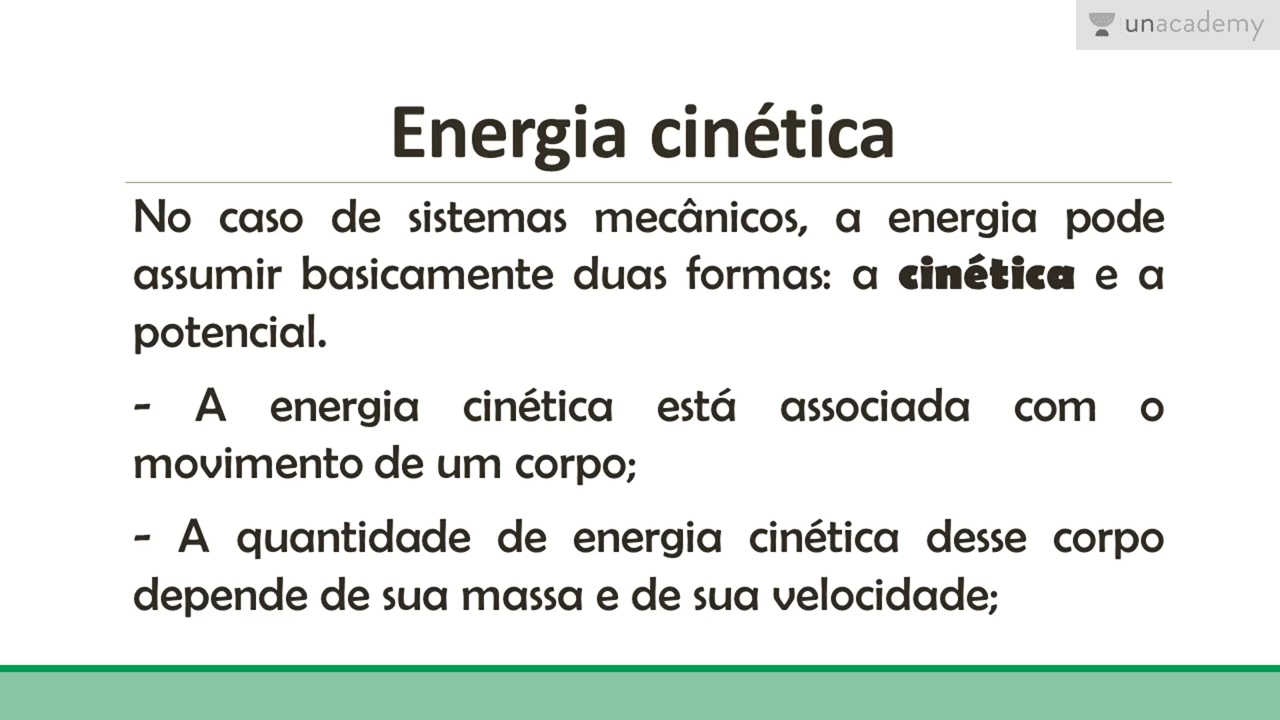 unacademy
Energia cinética
No caso de sistemas mecânicos, a energia pode
assumir basicamente duas formas: a cinética e a
potencial.
- A energia cinética está associada com o
movimento de um corpo;
- A quantidade de energia cinética desse corpo
depende de sua massa e de sua velocidade;